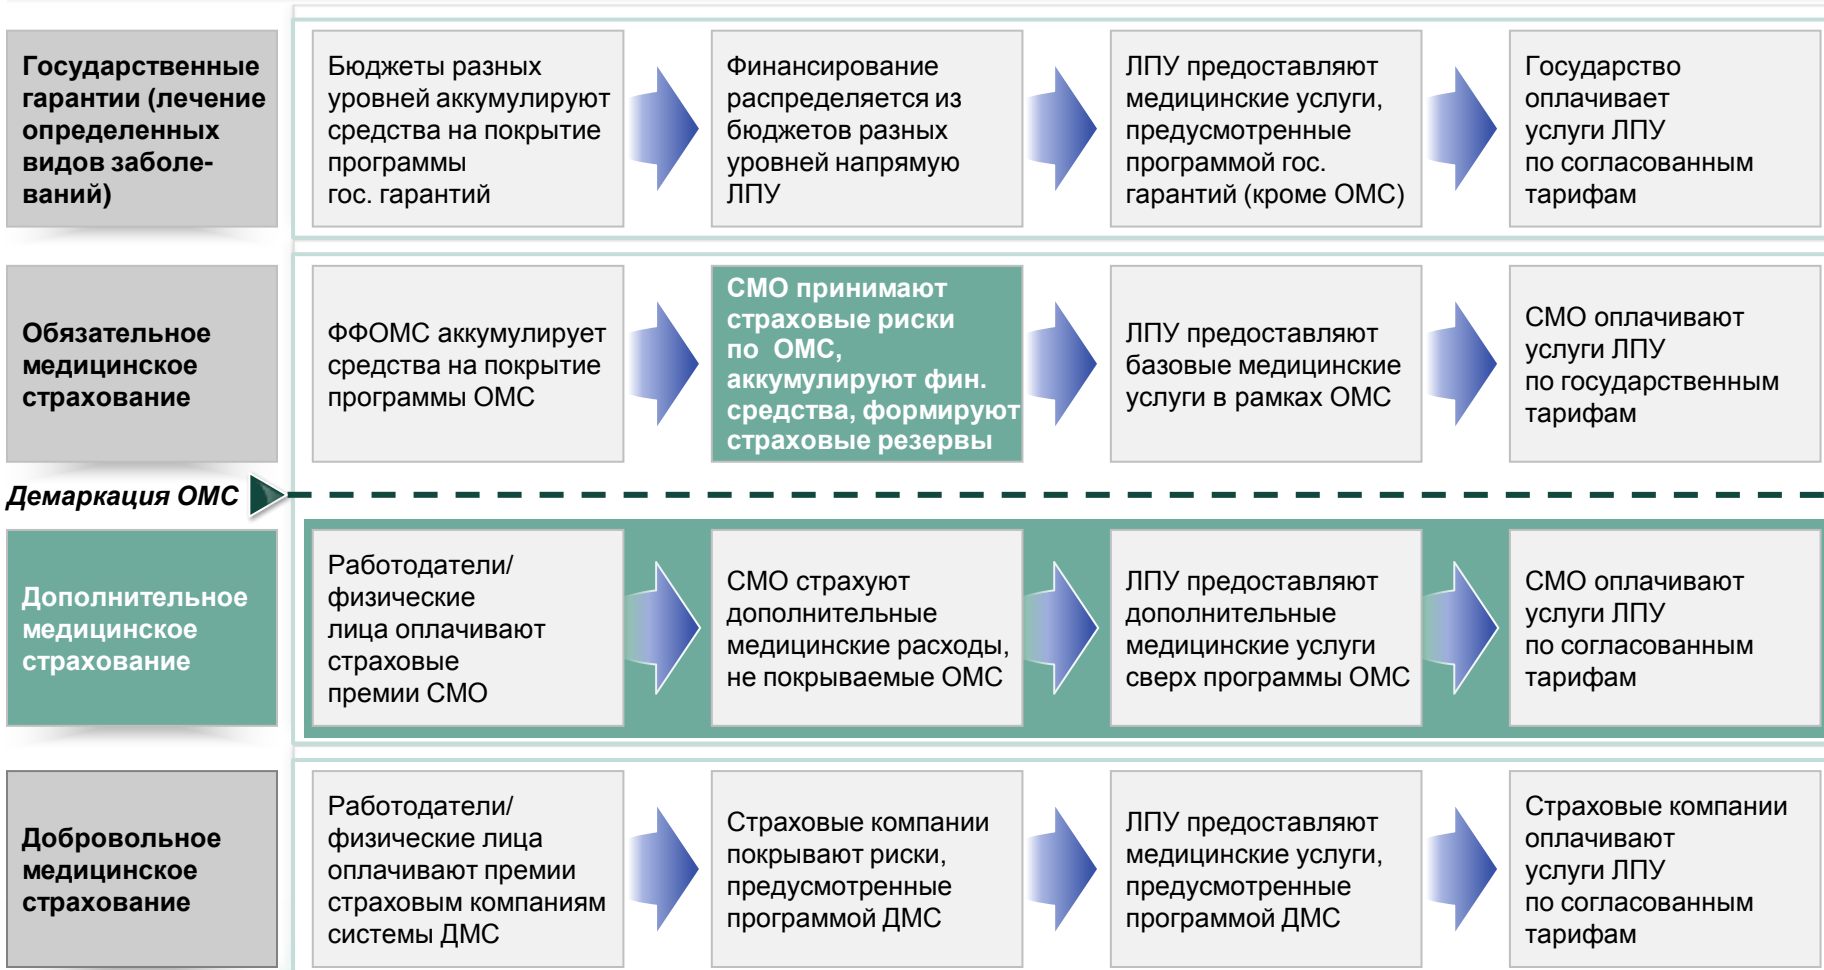 Государственные
гарантии (лечение
определенных
видов заболе-
ваний)
Бюджеты разных
уровней аккумулируют
средства на покрытие
программы
гос. гарантий
Финансирование
распределяется из
бюджетов разных
уровней напрямую
ЛПУ
ЛПУ предоставляют
медицинские услуги,
предусмотренные
программой гос.
гарантий (кроме ОМС)
Государство
оплачивает
услуги ЛПУ
по согласованным
тарифам
Обязательное
медицинское
страхование
ФФОМС аккумулирует
средства на покрытие
программы ОМС
СМО принимают
страховые риски
по ОМС,
аккумулируют фин.
средства, формируют
страховые резервы
ЛПУ предоставляют
базовые медицинские
услуги в рамках ОМС
СМО оплачивают
услуги ЛПУ
по государственным
тарифам
Демаркация ОМС
Дополнительное
медицинское
страхование
Работодатели/
физические
лица оплачивают
страховые
премии СМО
СМО страхуют
дополнительные
медицинские расходы,
не покрываемые ОМС
ЛПУ предоставляют
дополнительные
медицинские услуги
сверх программы ОМС
СМО оплачивают
услуги ЛПУ
по согласованным
тарифам
Добровольное
медицинское
страхование
Работодатели/
физические лица
оплачивают премии
страховым компаниям
системы ДМС
Страховые компании
покрывают риски,
предусмотренные
программой ДМС
ЛПУ предоставляют
медицинские услуги,
предусмотренные
программой ДМС
Страховые компании
оплачивают
услуги ЛПУ
по согласованным
тарифам